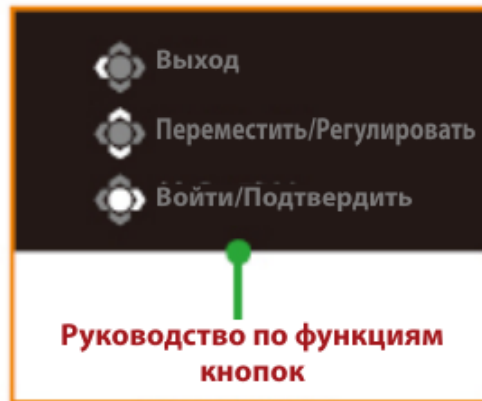 Выход
Переместить/Регулировать
Войти/Подтвердить
Руководство по функциям
кнопок